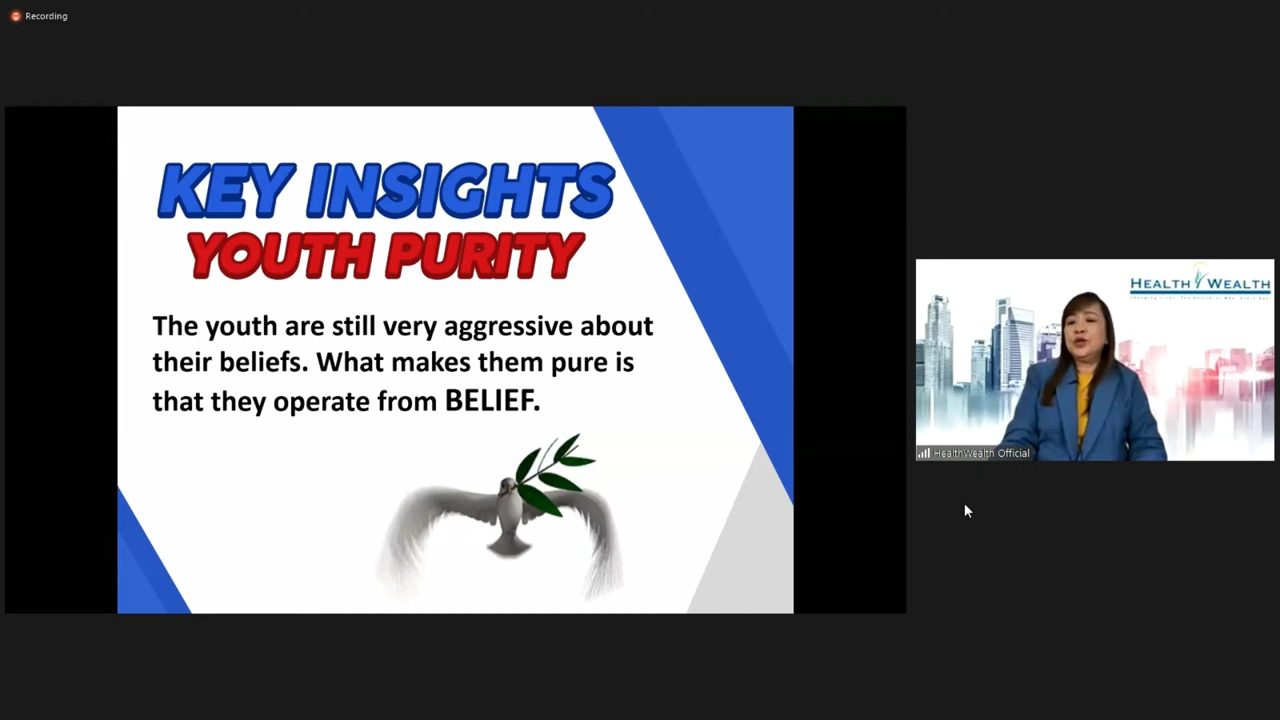 Recording
KEY INSIGHTS
YOUTH PURITY
The youth are still very aggressive about
their beliefs. What makes them pure is
that they operate from BELIEF.
HEALTH WEALTH
HealthWealth Official